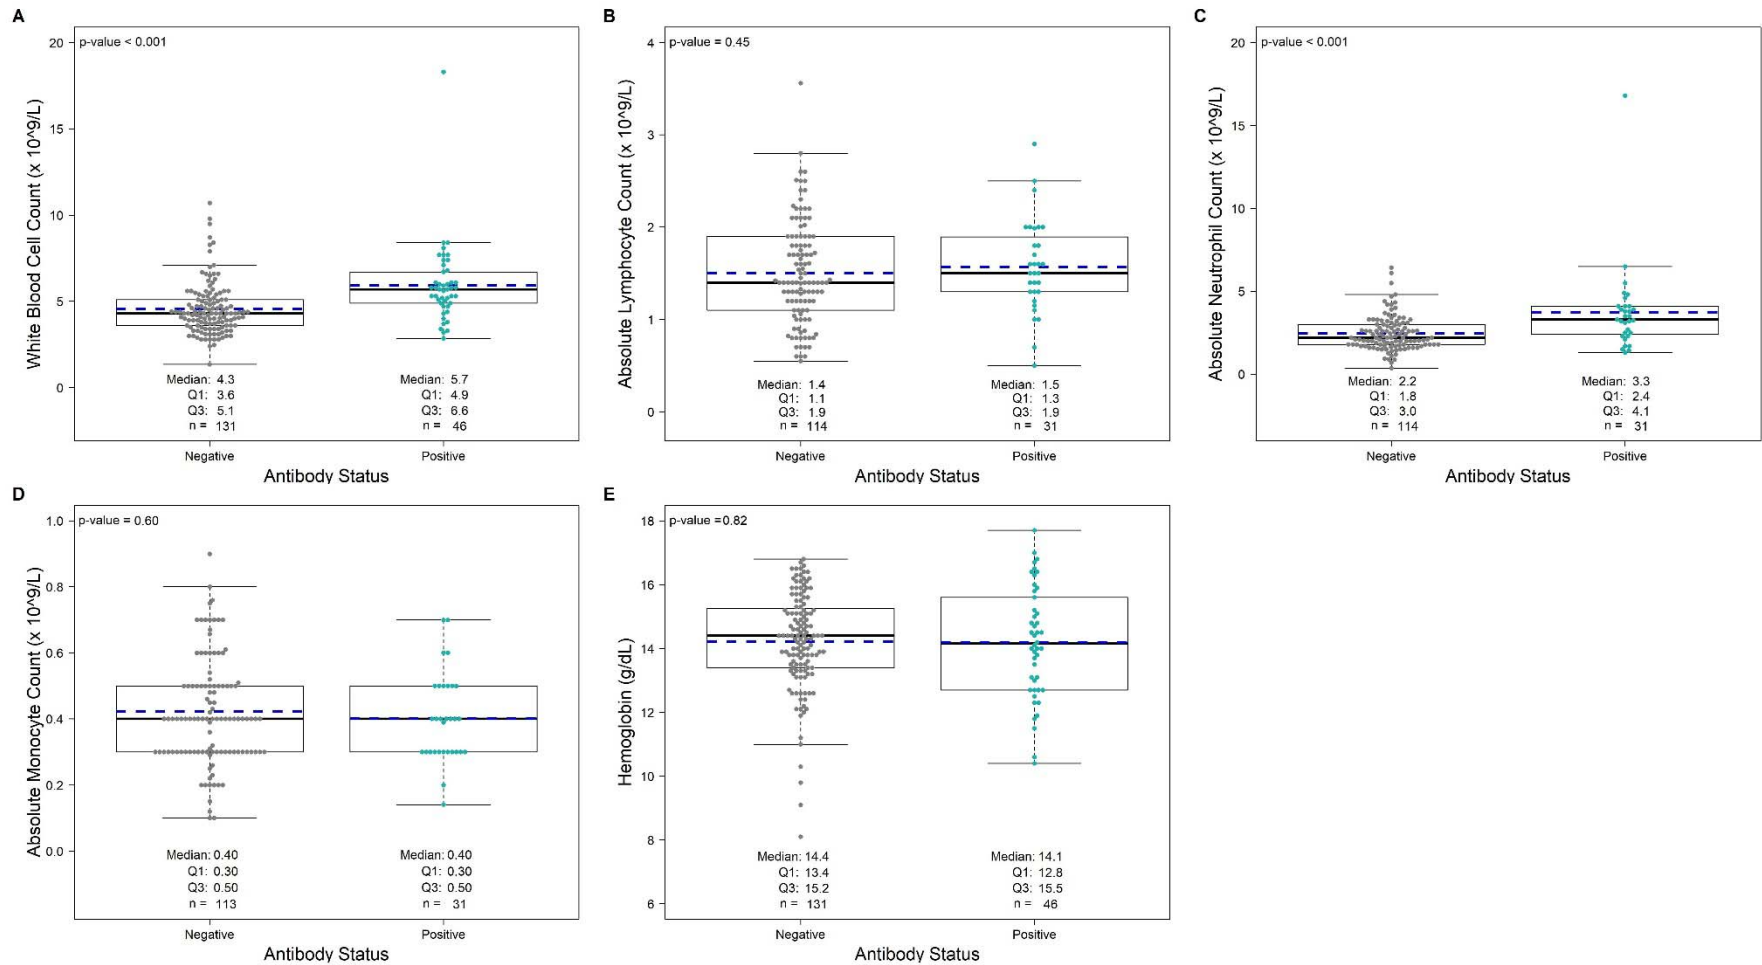 A
p-value < 0.001
White Blood Cell Count (x 10^9/L)
20
15
10
5
0
Median: 4.3
Q1: 3.6
Q3: 5.1
n = 131
Median: 5.7
Q1: 4.9
Q3: 6.6
n = 46
Negative
Positive
Antibody Status
B
p-value = 0.45
Absolute Lymphocyte Count (x 10^9/L)
4
3
2
1
0
Median: 1.4
Q1: 1.1
Q3: 1.9
n = 114
Median: 1.5
Q1: 1.3
Q3: 1.9
n = 31
Negative
Positive
Antibody Status
C
p-value < 0.001
Absolute Neutrophil Count (x 10^9/L)
20
15
10
5
0
Median: 2.2
Q1: 1.8
Q3: 3.0
n = 114
Median: 3.3
Q1: 2.4
Q3: 4.1
n = 31
Negative
Positive
Antibody Status
D
p-value = 0.60
Absolute Monocyte Count (x 10^9/L)
1.0
0.8
0.6
0.4
0.2
0.0
Median: 0.40
Q1: 0.30
Q3: 0.50
n = 113
Median: 0.40
Q1: 0.30
Q3: 0.50
n = 31
Negative
Positive
Antibody Status
E
p-value =0.82
Hemoglobin (g/dL)
18
16
14
12
10
8
6
Median: 14.4
Q1: 13.4
Q3: 15.2
n = 131
Median: 14.1
Q1: 12.8
Q3: 15.5
n = 46
Negative
Positive
Antibody Status